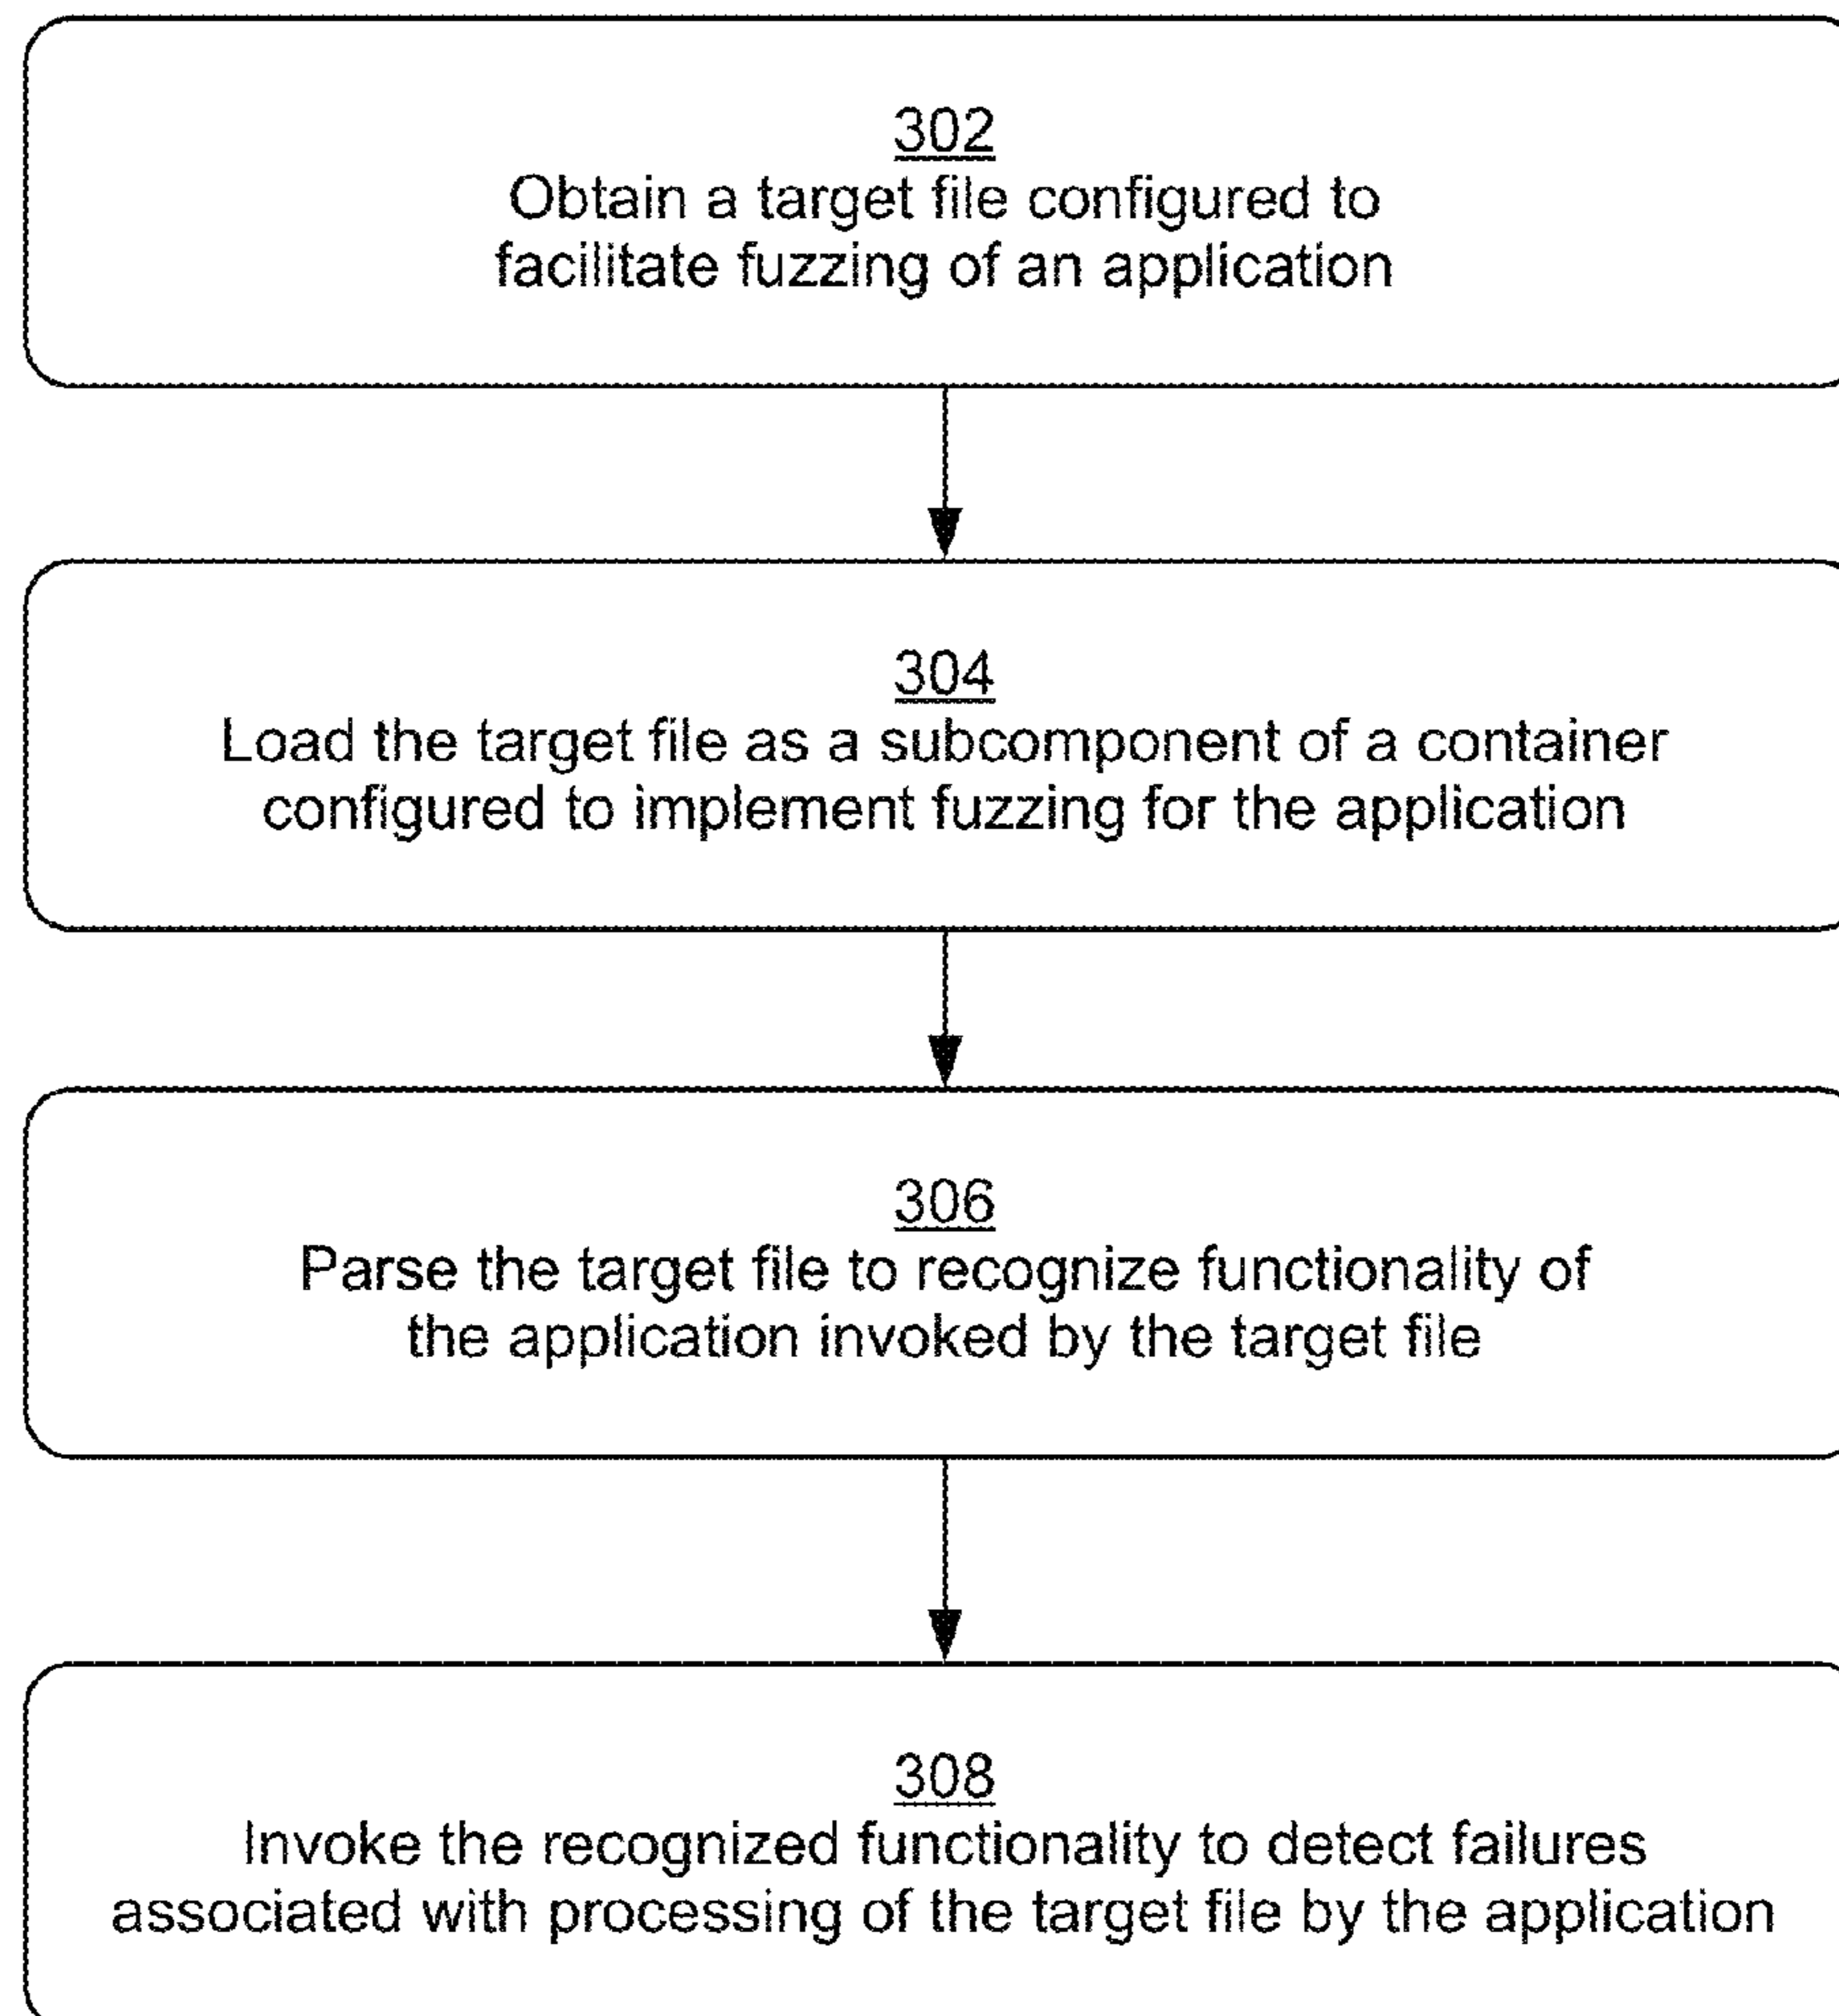 302
Obtain a target file configured to
facilitate fuzzing of an application
304
Load the target file as a subcomponent of a container
configured to implement fuzzing for the application
306
Parse the target file to recognize functionality of
the application invoked by the target file
308
Invoke the recognized functionality to detect failures
associated with processing of the target file by the application